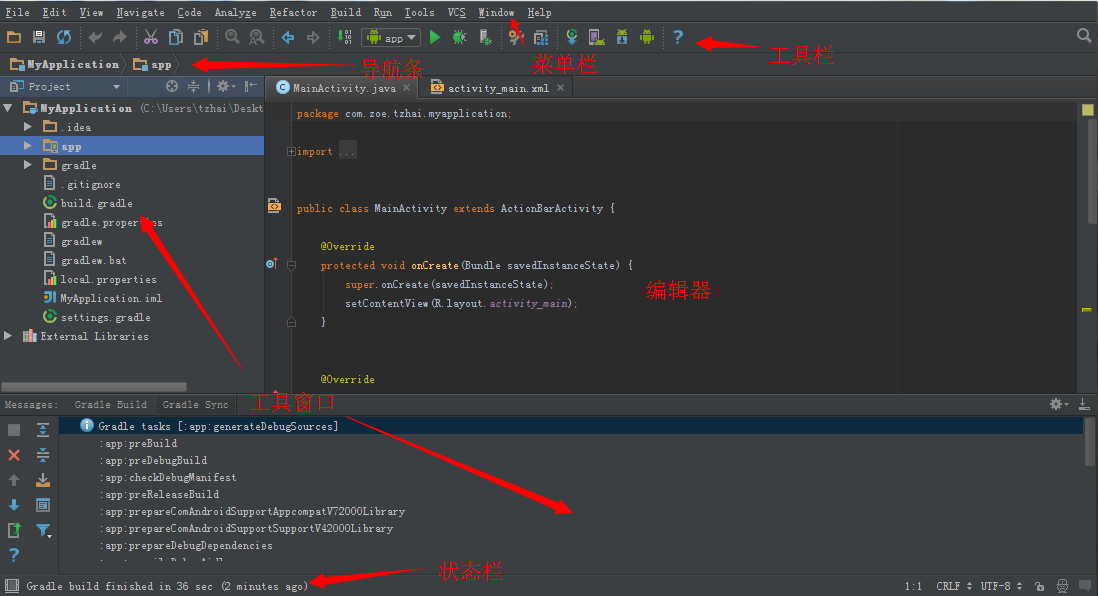 File Edit View Navigate Code Analyze Refactor Build Run Tools VCS Window Help
app
工具栏
MyApplication app
导航条
菜单栏
Project
MainActivity.java
activity_main.xml
MyApplication (C:\Users\tzhai\Deskt
.idea
app
gradle
.gitignore
build.gradle
gradle.properties
gradlew
gradlew.bat
local.properties
MyApplication.iml
settings.gradle
External Libraries
package com.zoe.tzhai.myapplication;
import ...
public class MainActivity extends ActionBarActivity {
@Override
protected void onCreate(Bundle savedInstanceState) {
super.onCreate(savedInstanceState);
setContentView(R.layout.activity_main);
}
编辑器
@Override
Messages: Gradle Build Gradle Sync
工具窗口
Gradle tasks [:app:generateDebugSources]
:app:preBuild
:app:preDebugBuild
:app:checkDebugManifest
:app:preReleaseBuild
:app:prepareComAndroidSupportAppcompatV72000Library
:app:prepareComAndroidSupportSupportV42000Library
:app:prepareDebugDependencies
Gradle build finished in 36 sec (2 minutes ago)
状态栏
1:1 CRLF UTF-8